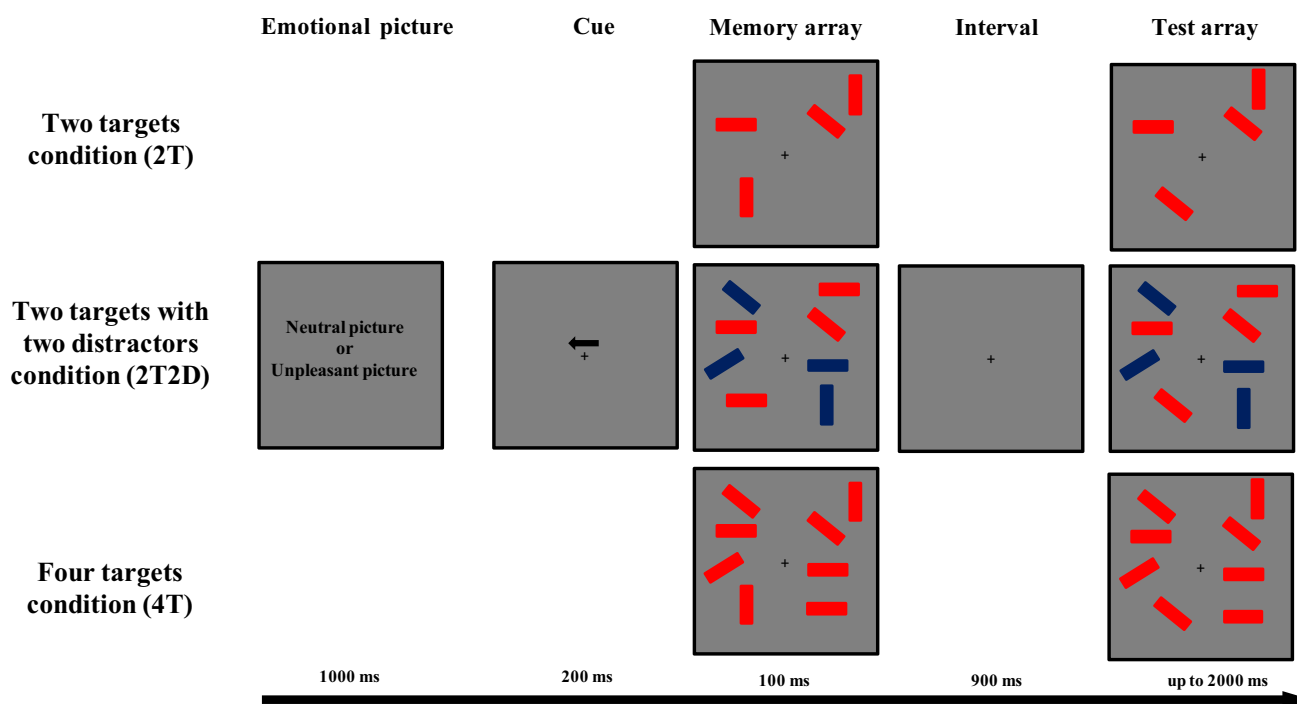 Emotional picture
Cue
Memory array
Interval
Test array
Two targets
condition (2T)
Two targets with
two distractors
condition (2T2D)
Neutral picture
or
Unpleasant picture
Four targets
condition (4T)
1000 ms
200 ms
100 ms
900 ms
up to 2000 ms